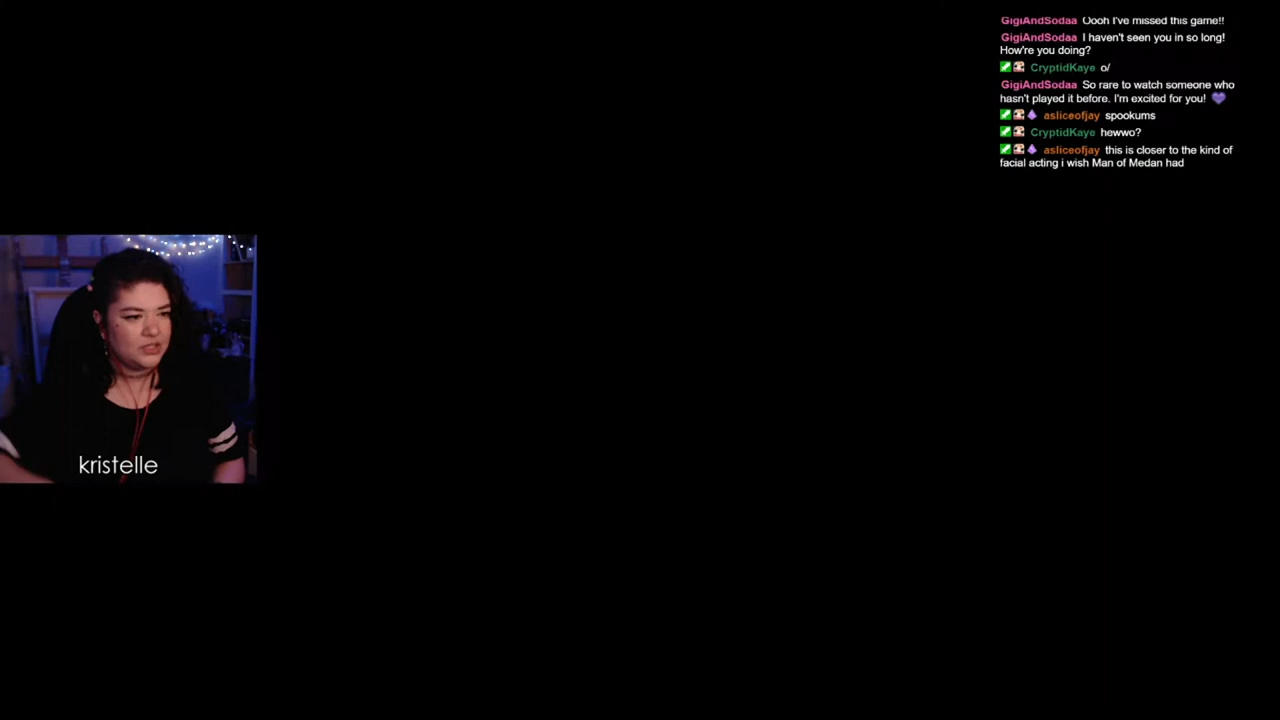 GigiAndSodaa Oooh I've missed this game!!
GigiAndSodaa I haven't seen you in so long!
How're you doing?
CryptidKaye o/
GigiAndSodaa So rare to watch someone who
hasn't played it before. I'm excited for you!
asliceofjay spookums
CryptidKaye hewwo?
asliceofjay this is closer to the kind of
facial acting i wish Man of Medan had
kristelle